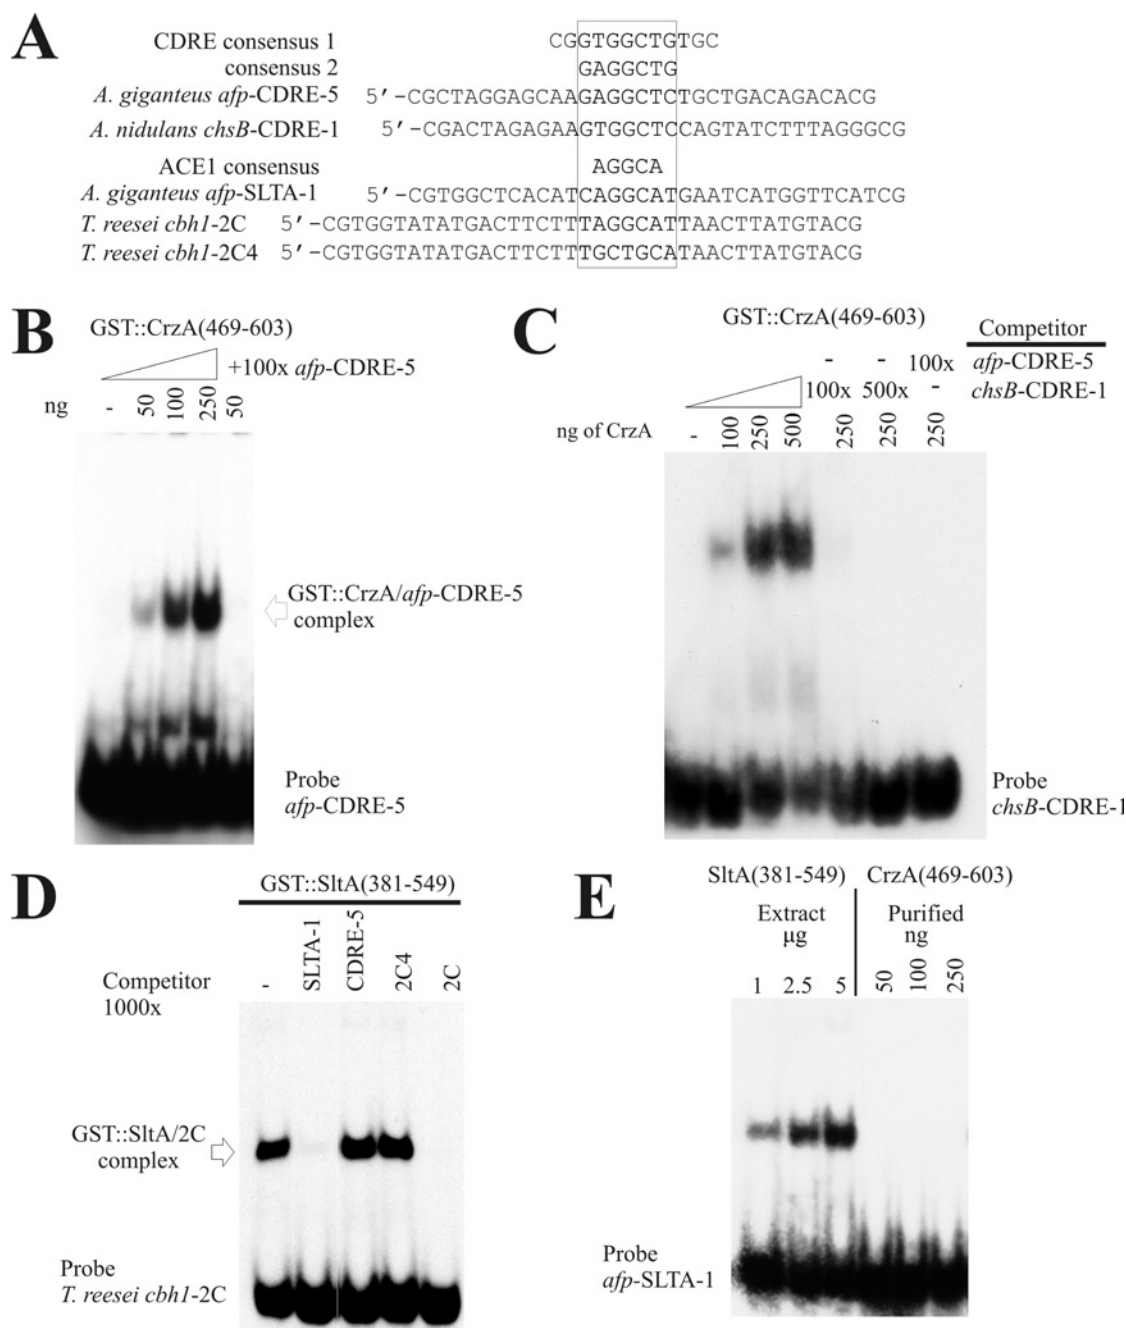 A
CDRE consensus 1 CGGTGGCTGTGC
consensus 2 GAGGCTG
A. giganteus afp-CDRE-5 5’-CGCTAGGAGCAAGAGGCTCTGCTGACAGACACG
A. nidulans chsB-CDRE-1 5’-CGACTAGAGAAGTGGCTCCAGTATCTTTAGGGCG
ACE1 consensus AGGCA
A. giganteus afp-SLTA-1 5’-CGTGGCTCACATCAGGCATGAATCATGGTTCATCG
T. reesei cbh1-2C 5’-CGTGGTATATGACTTCTTTAGGCATTAACTTATGTACG
T. reesei cbh1-2C4 5’-CGTGGTATATGACTTCTTTGCTGCATAACTTATGTACG
B
GST::CrzA(469-603)
+100x afp-CDRE-5
ng - 50 100 250 50
GST::CrzA/afp-CDRE-5
complex
Probe
afp-CDRE-5
C
GST::CrzA(469-603)
Competitor
- - 100x afp-CDRE-5
100x 500x - chsB-CDRE-1
ng of CrzA - 100 250 500 250 250 250
Probe
chsB-CDRE-1
D
GST::SltA(381-549)
Competitor
1000x
- SLTA-1 CDRE-5 2C4 2C
GST::SltA/2C
complex
Probe
T. reesei cbh1-2C
E
SltA(381-549) CrzA(469-603)
Extract Purified
µg ng
1 2.5 5 50 100 250
Probe
afp-SLTA-1